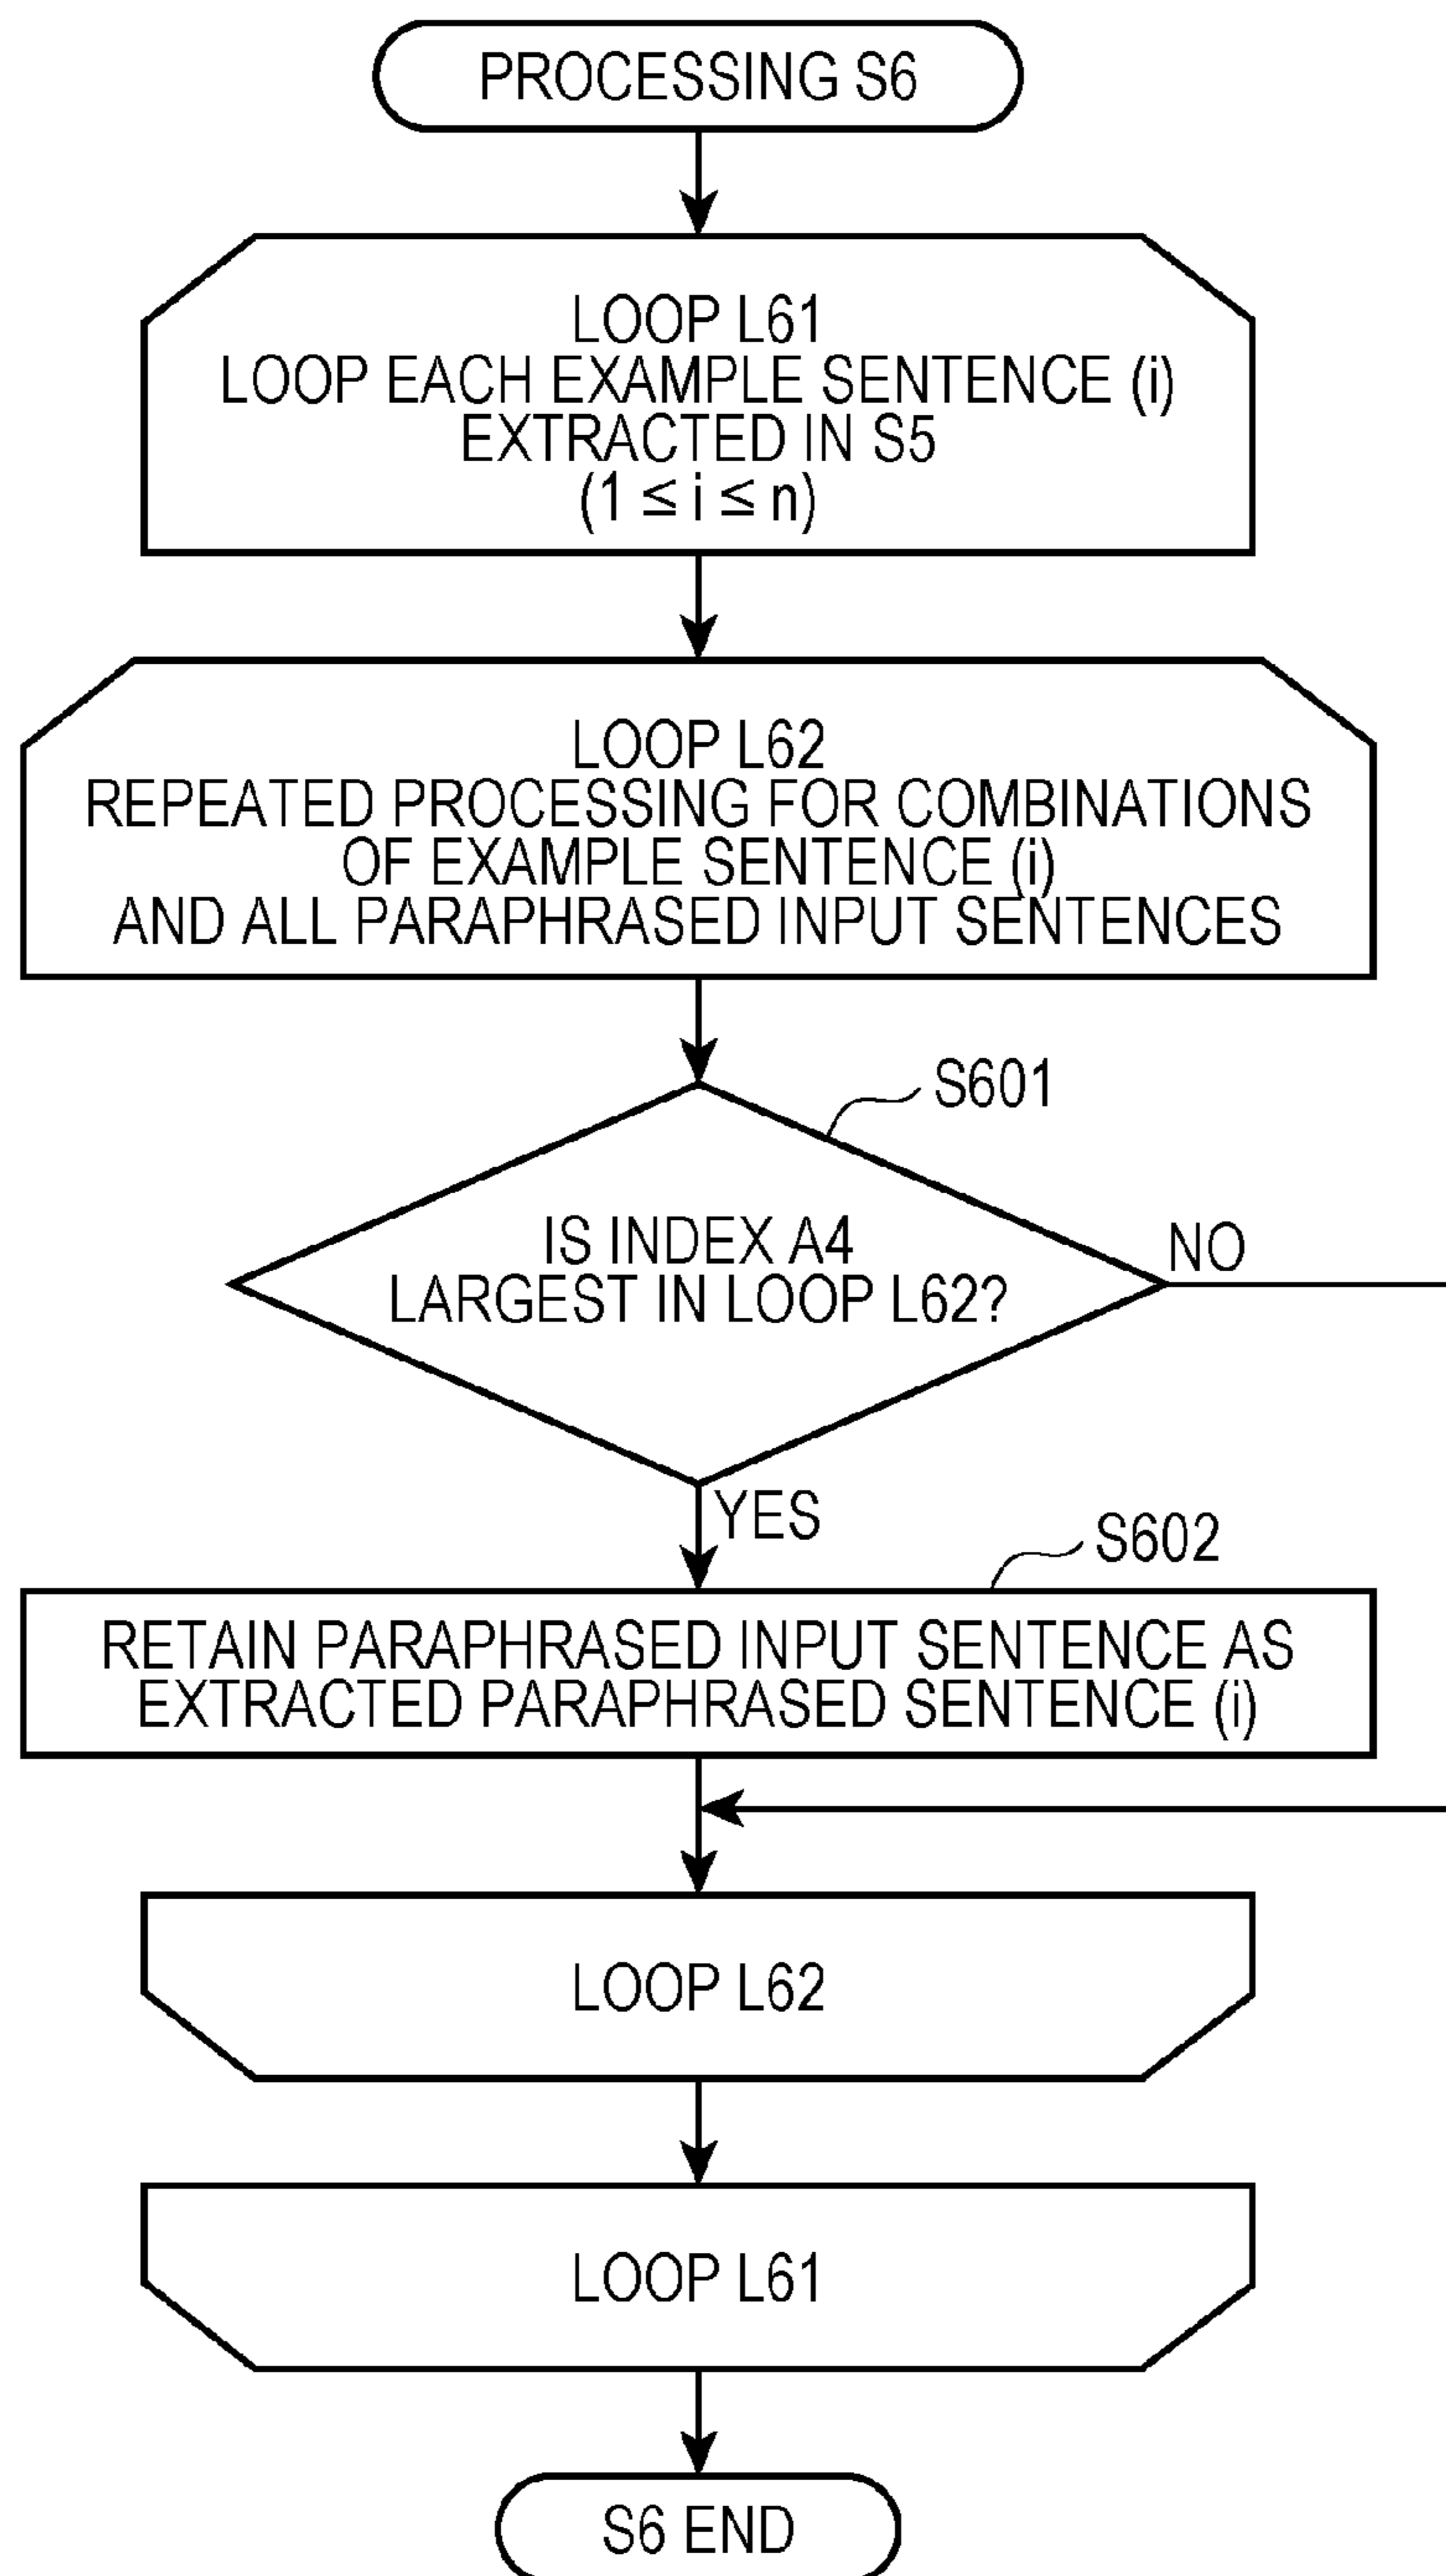 PROCESSING S6
LOOP L61
LOOP EACH EXAMPLE SENTENCE (i)
EXTRACTED IN S5
(1 ≤ i ≤ n)
LOOP L62
REPEATED PROCESSING FOR COMBINATIONS
OF EXAMPLE SENTENCE (i)
AND ALL PARAPHRASED INPUT SENTENCES
S601
IS INDEX A4
LARGEST IN LOOP L62?
NO
YES
S602
RETAIN PARAPHRASED INPUT SENTENCE AS
EXTRACTED PARAPHRASED SENTENCE (i)
LOOP L62
LOOP L61
S6 END